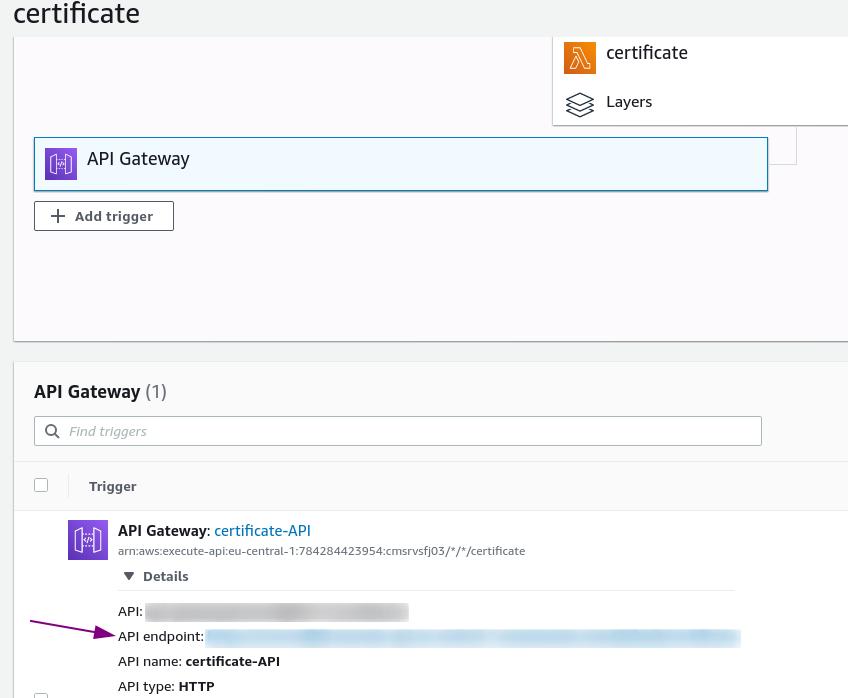 certificate
certificate
Layers
API Gateway
Add trigger
API Gateway (1)
Find triggers
Trigger
API Gateway: certificate-API
arn:aws:execute-api:eu-central-1:784284423954:cmsrvsfj03/*/*/certificate
Details
API:
API endpoint:
API name: certificate-API
API type: HTTP